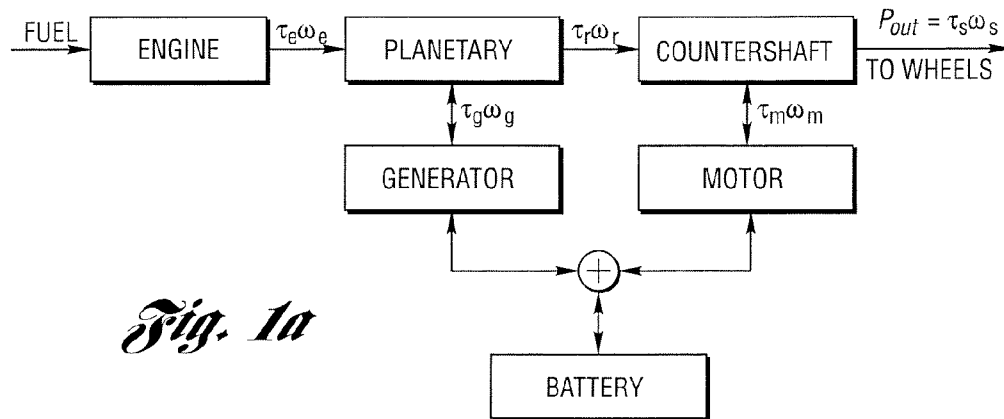 FUEL
ENGINE
τeωe
PLANETARY
τrωr
COUNTERSHAFT
Pout = τsωs
TO WHEELS
τgωg
τmωm
GENERATOR
MOTOR
+
Fig. 1a
BATTERY